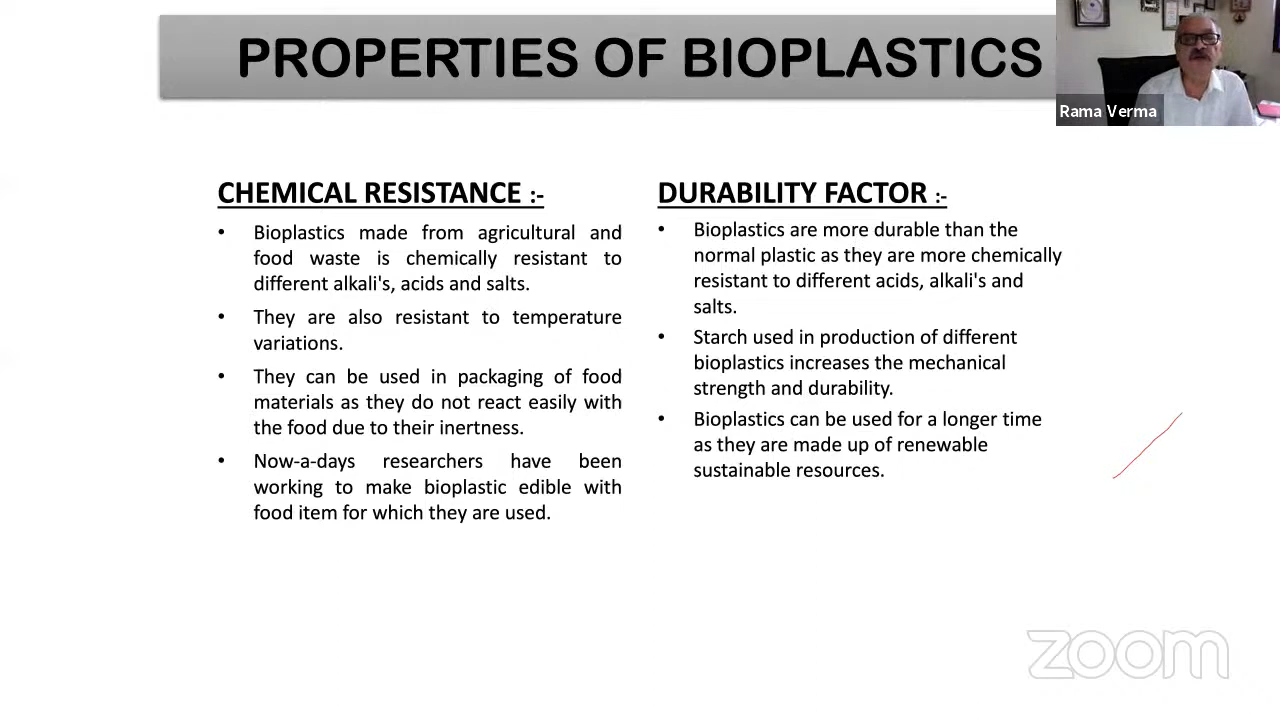 PROPERTIES OF BIOPLASTICS
Rama Verma
CHEMICAL RESISTANCE :-
• Bioplastics made from agricultural and
food waste is chemically resistant to
different alkali's, acids and salts.
• They are also resistant to temperature
variations.
• They can be used in packaging of food
materials as they do not react easily with
the food due to their inertness.
• Now-a-days researchers have been
working to make bioplastic edible with
food item for which they are used.
DURABILITY FACTOR :-
• Bioplastics are more durable than the
normal plastic as they are more chemically
resistant to different acids, alkali's and
salts.
• Starch used in production of different
bioplastics increases the mechanical
strength and durability.
• Bioplastics can be used for a longer time
as they are made up of renewable
sustainable resources.
zoom